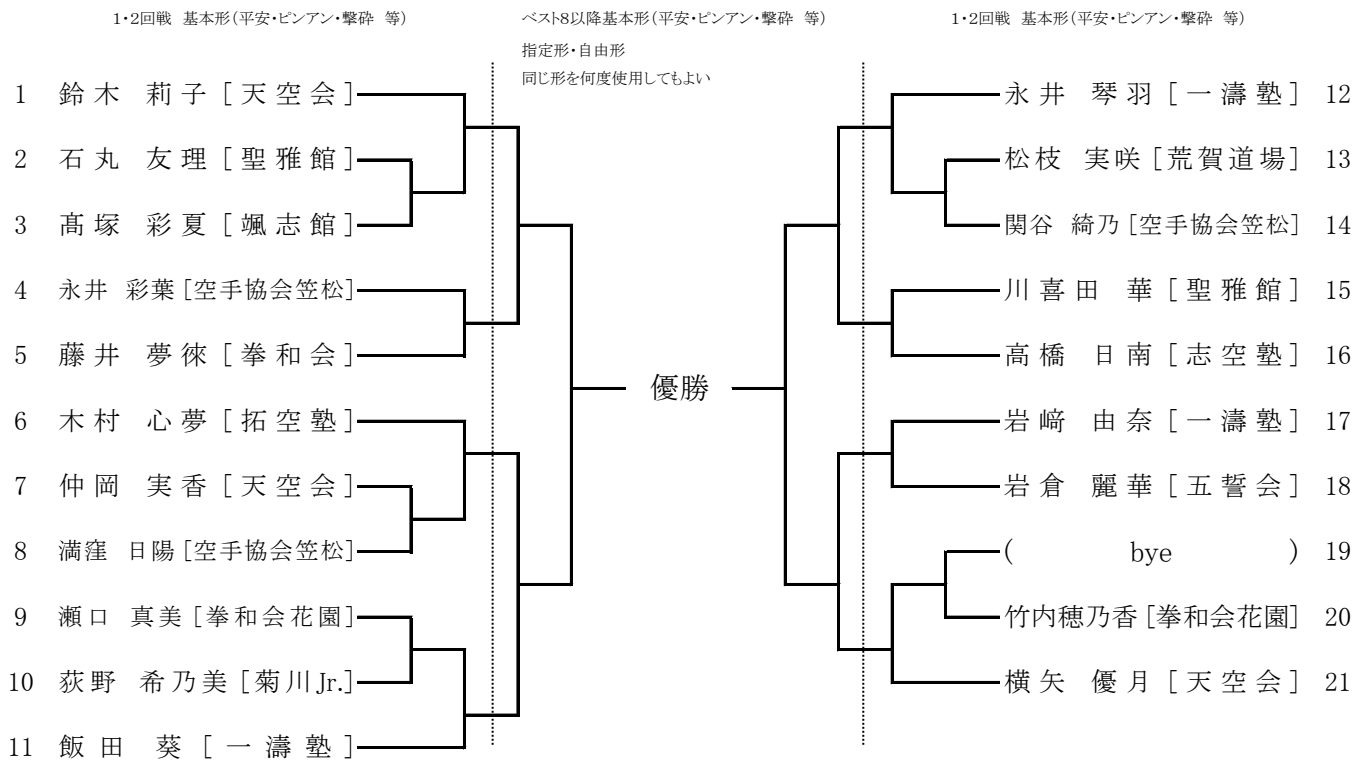 1・2回戦 基本形(平安・ピンアン・撃砕 等)
ベスト8以降基本形(平安・ピンアン・撃砕 等)
指定形・自由形
同じ形を何度使用してもよい
1・2回戦 基本形(平安・ピンアン・撃砕 等)
1 鈴木 莉子 [天空会]
2 石丸 友理 [聖雅館]
3 髙塚 彩夏 [颯志館]
4 永井 彩葉 [空手協会笠松]
5 藤井 夢徠 [拳和会]
6 木村 心夢 [拓空塾]
7 仲岡 実香 [天空会]
8 満窪 日陽 [空手協会笠松]
9 瀬口 真美 [拳和会花園]
10 荻野 希乃美 [菊川Jr.]
11 飯田 葵 [一濤塾]
優勝
永井 琴羽 [一濤塾] 12
松枝 実咲 [荒賀道場] 13
関谷 綺乃 [空手協会笠松] 14
川喜田 華 [聖雅館] 15
高橋 日南 [志空塾] 16
岩﨑 由奈 [一濤塾] 17
岩倉 麗華 [五誓会] 18
( bye ) 19
竹内穂乃香 [拳和会花園] 20
横矢 優月 [天空会] 21